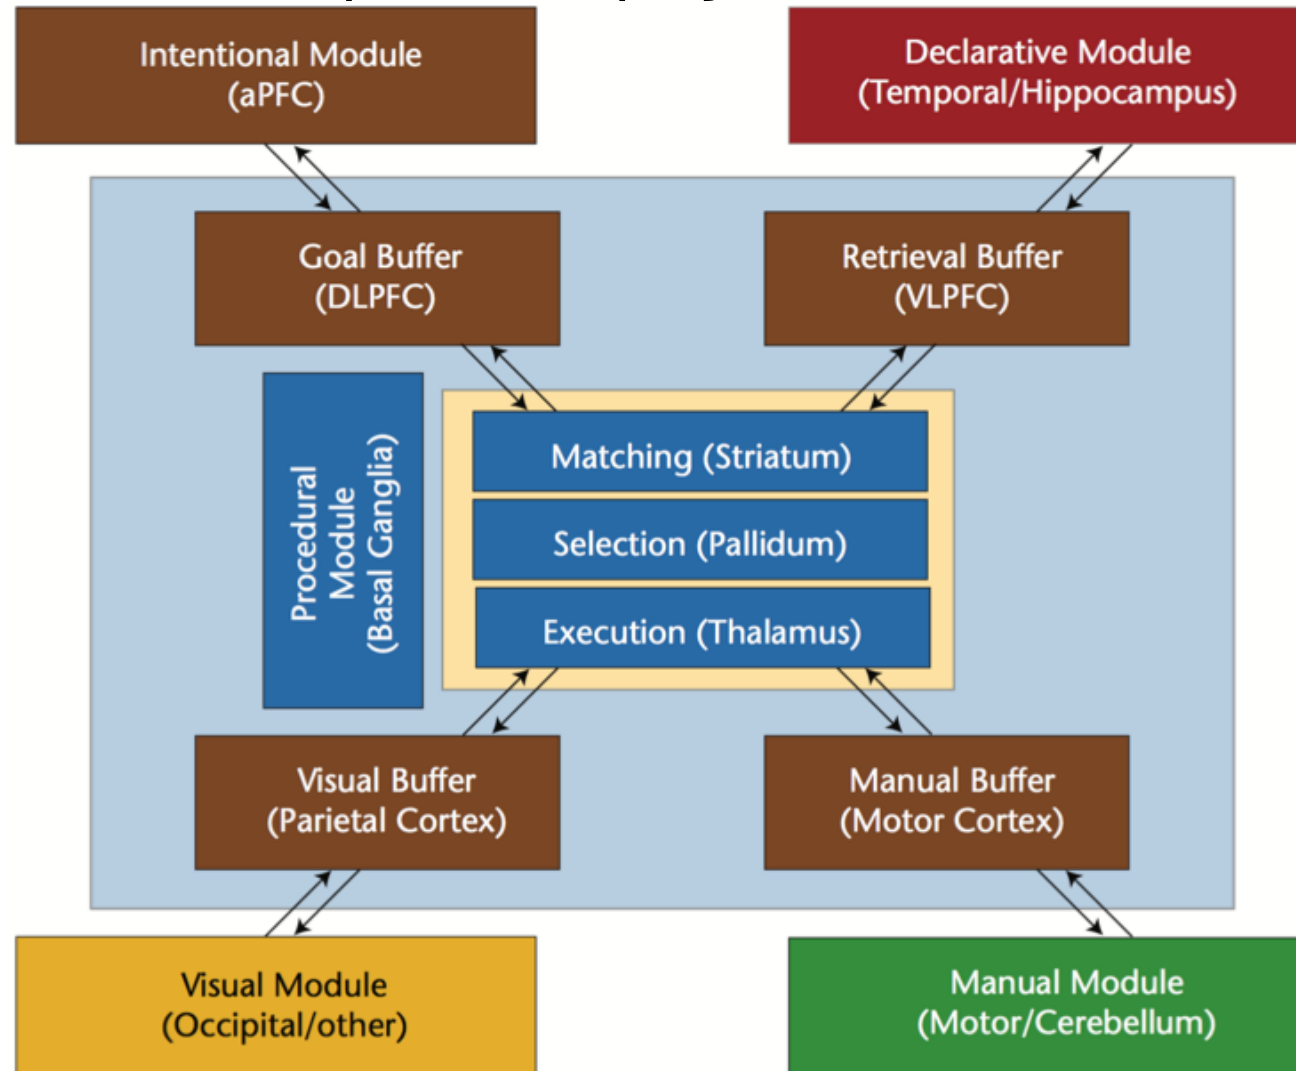 Intentional Module
(aPFC)
Declarative Module
(Temporal/Hippocampus)
Goal Buffer
(DLPFC)
Retrieval Buffer
(VLPFC)
Procedural
Module
(Basal Ganglia)
Matching (Striatum)
Selection (Pallidum)
Execution (Thalamus)
Visual Buffer
(Parietal Cortex)
Manual Buffer
(Motor Cortex)
Visual Module
(Occipital/other)
Manual Module
(Motor/Cerebellum)